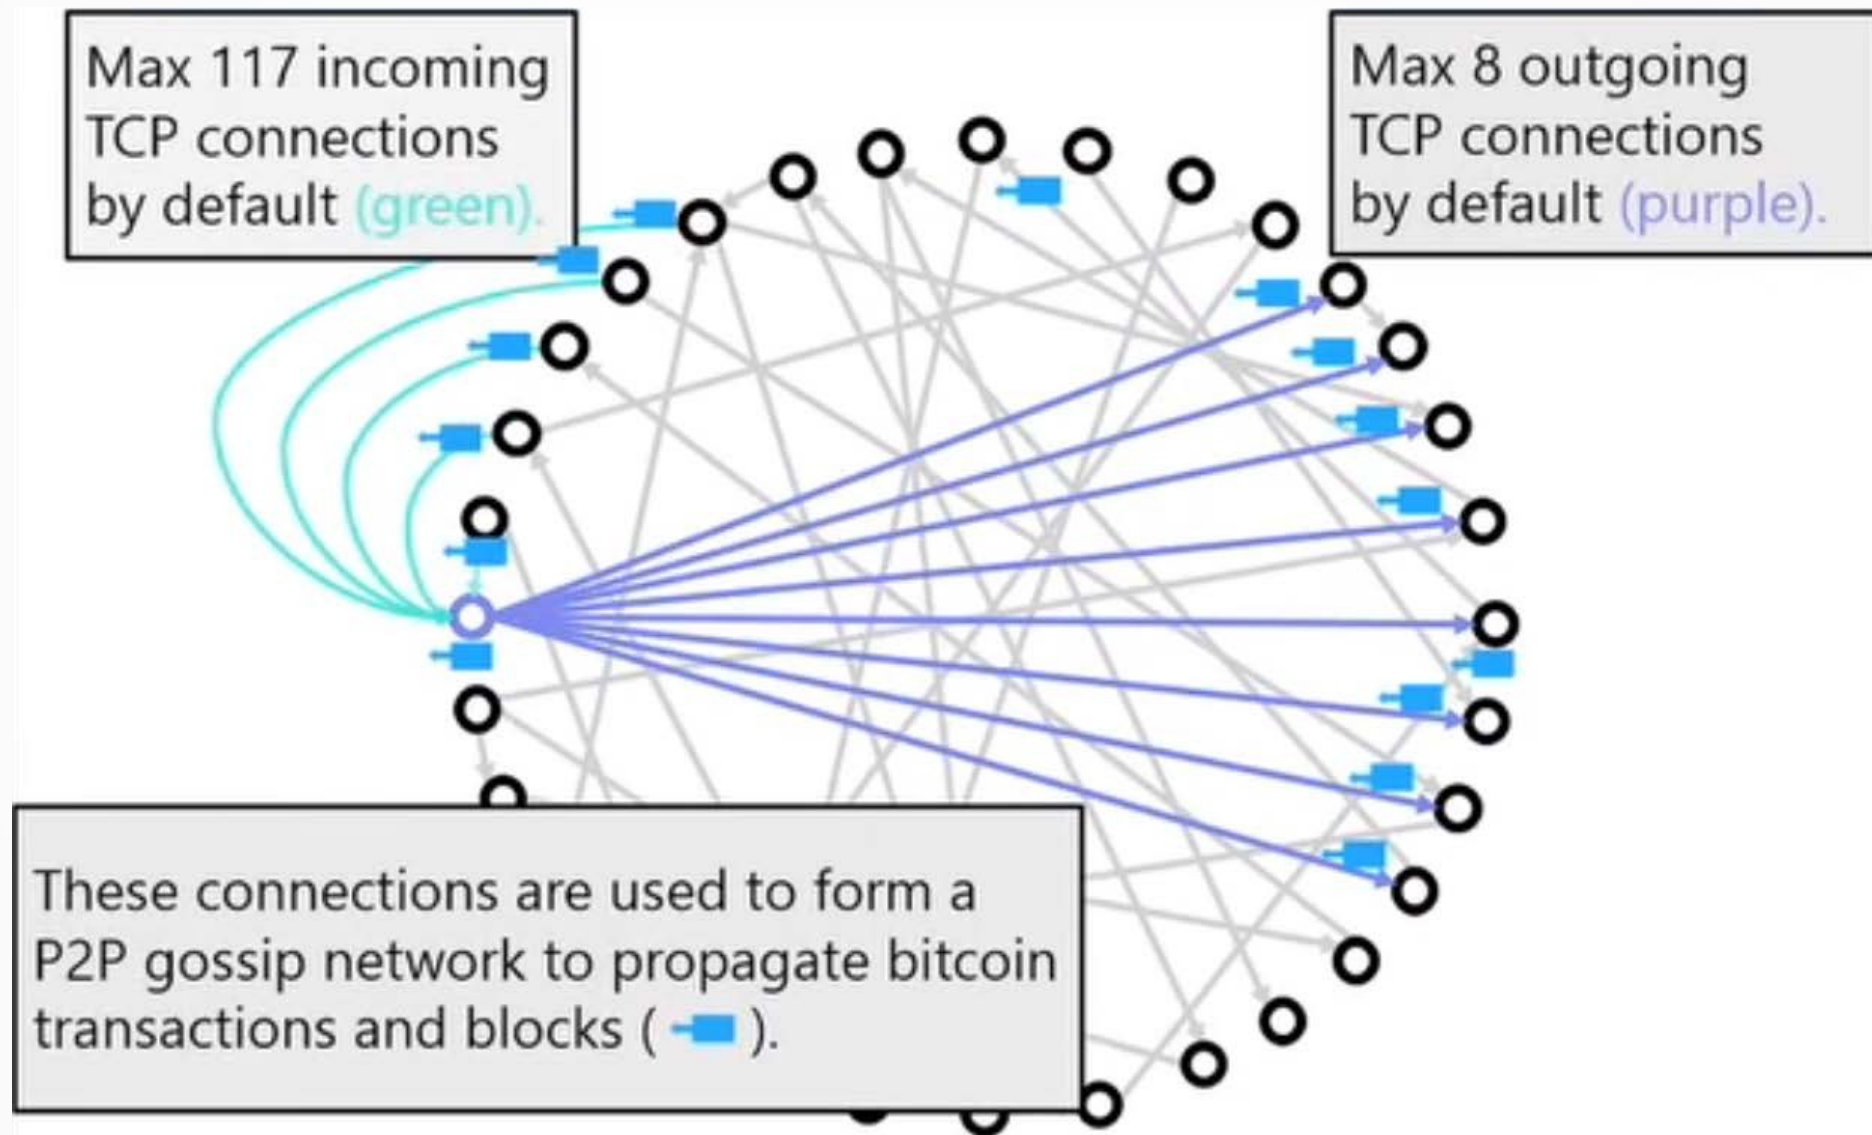 Max 117 incoming
TCP connections
by default (green).
Max 8 outgoing
TCP connections
by default (purple).
These connections are used to form a
P2P gossip network to propagate bitcoin
transactions and blocks ( ).